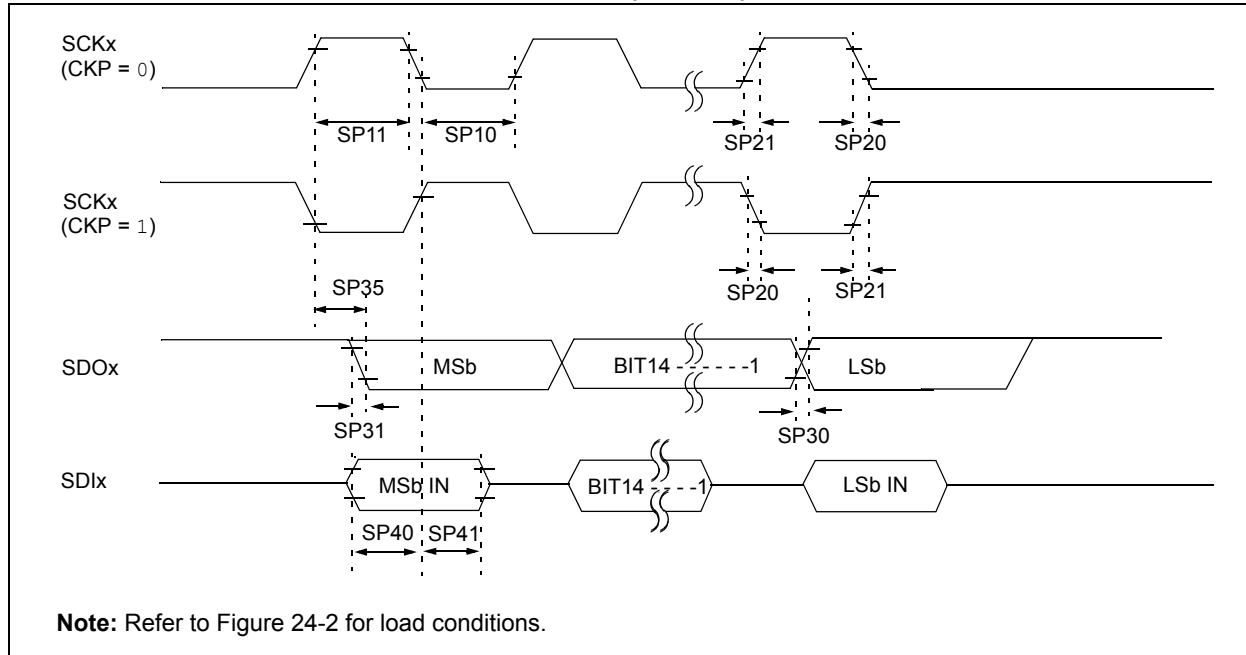 SCKx
(CKP = 0)
SP11
SP10
SP21
SP20
SCKx
(CKP = 1)
SP35
SP20
SP21
SDOx
MSb
BIT14 - - - - - - -1
LSb
SP31
SP30
SDIx
MSb IN
BIT14 - - - -1
LSb IN
SP40
SP41
Note: Refer to Figure 24-2 for load conditions.